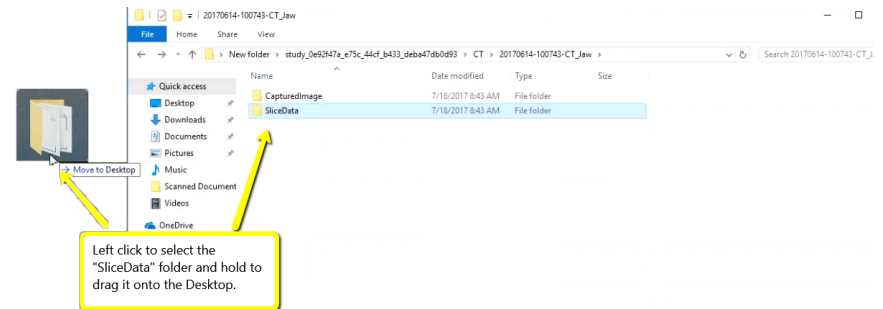 20170614-100743-CT_Jaw
File Home Share View
New folder > study_0e92f47a_e75c_44cf_b433_deba47db0d93 > CT > 20170614-100743-CT_Jaw >
Search 20170614-100743-CT_J...
Name Date modified Type Size
Quick access
Desktop
Downloads
Documents
Pictures
Music
Scanned Document
Videos
OneDrive
CapturedImage 7/18/2017 8:43 AM File folder
SliceData 7/18/2017 8:43 AM File folder
Move to Desktop
Left click to select the
"SliceData" folder and hold to
drag it onto the Desktop.